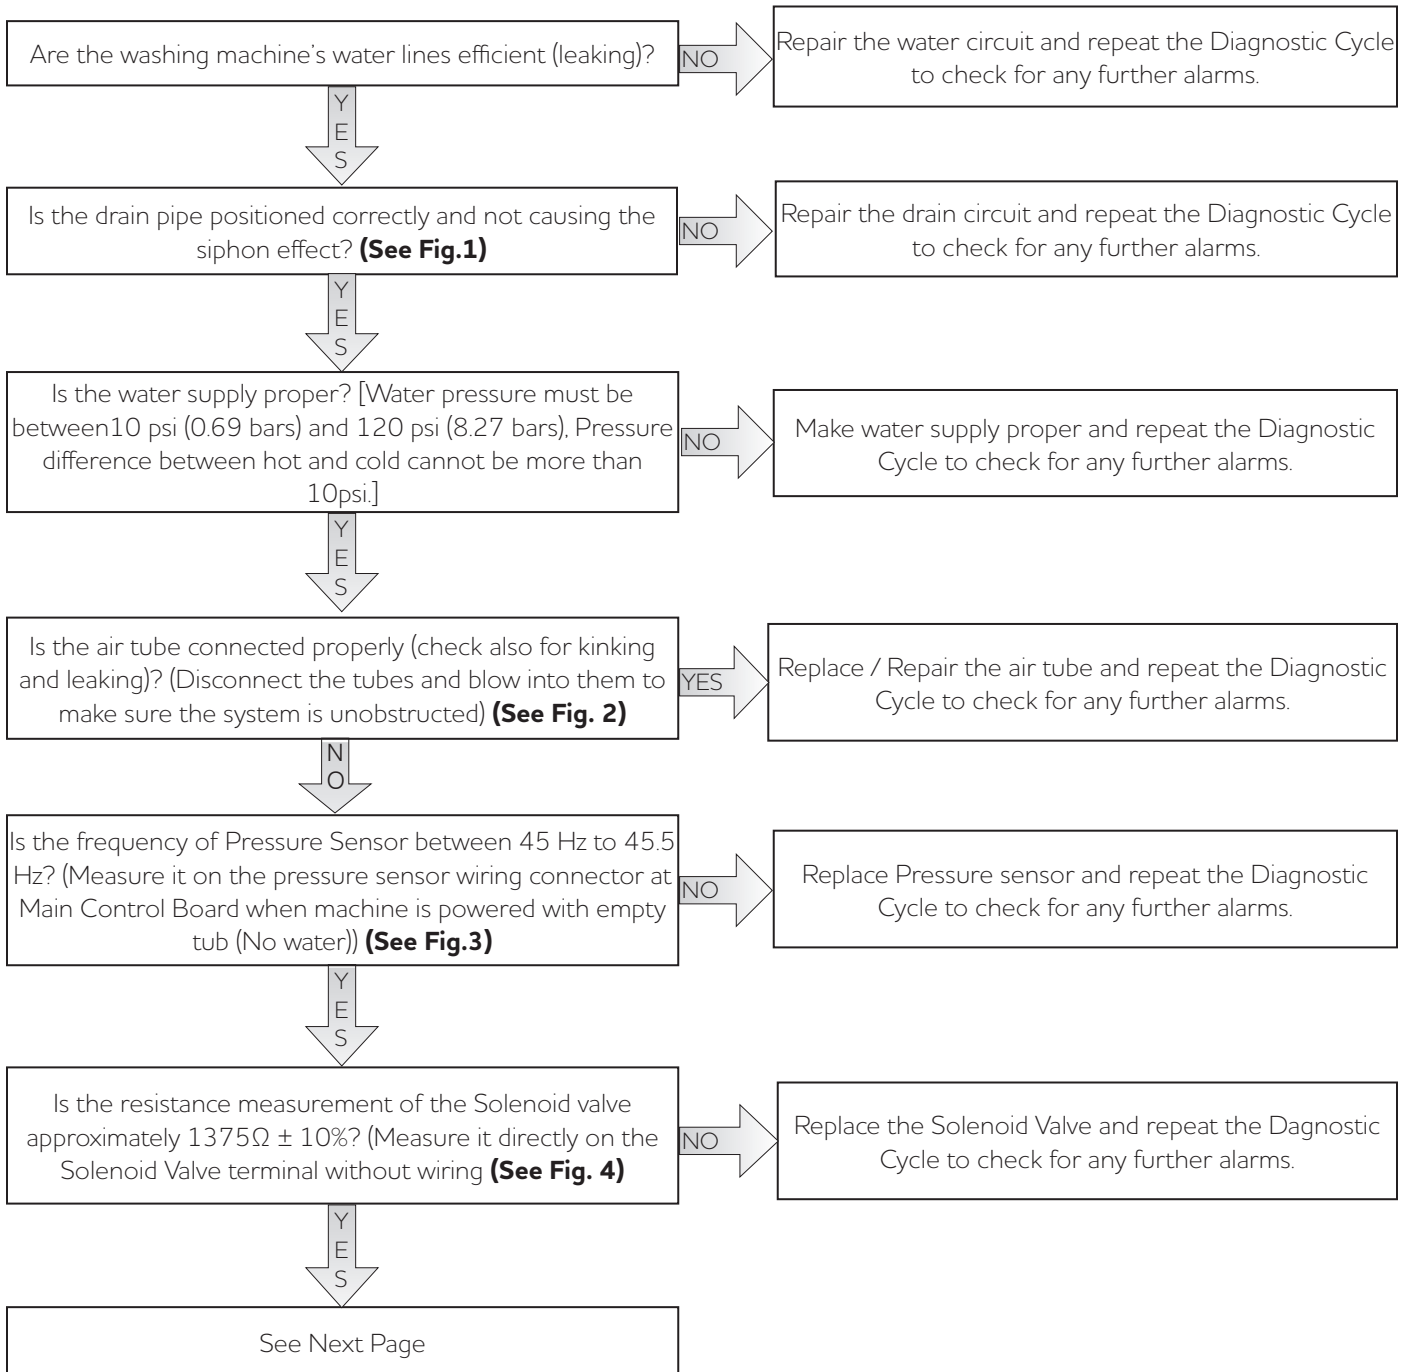 Are the washing machine’s water lines efficient (leaking)?
NO
Repair the water circuit and repeat the Diagnostic Cycle
to check for any further alarms.
YES
Is the drain pipe positioned correctly and not causing the
siphon effect? (See Fig.1)
NO
Repair the drain circuit and repeat the Diagnostic Cycle
to check for any further alarms.
YES
Is the water supply proper? [Water pressure must be
between10 psi (0.69 bars) and 120 psi (8.27 bars), Pressure
difference between hot and cold cannot be more than
10psi.]
NO
Make water supply proper and repeat the Diagnostic
Cycle to check for any further alarms.
YES
Is the air tube connected properly (check also for kinking
and leaking)? (Disconnect the tubes and blow into them to
make sure the system is unobstructed) (See Fig. 2)
YES
Replace / Repair the air tube and repeat the Diagnostic
Cycle to check for any further alarms.
NO
Is the frequency of Pressure Sensor between 45 Hz to 45.5
Hz? (Measure it on the pressure sensor wiring connector at
Main Control Board when machine is powered with empty
tub (No water)) (See Fig.3)
NO
Replace Pressure sensor and repeat the Diagnostic
Cycle to check for any further alarms.
YES
Is the resistance measurement of the Solenoid valve
approximately 1375Ω ± 10%? (Measure it directly on the
Solenoid Valve terminal without wiring (See Fig. 4)
NO
Replace the Solenoid Valve and repeat the Dagnostic
Cycle to check for any further alarms.
YES
See Next Page